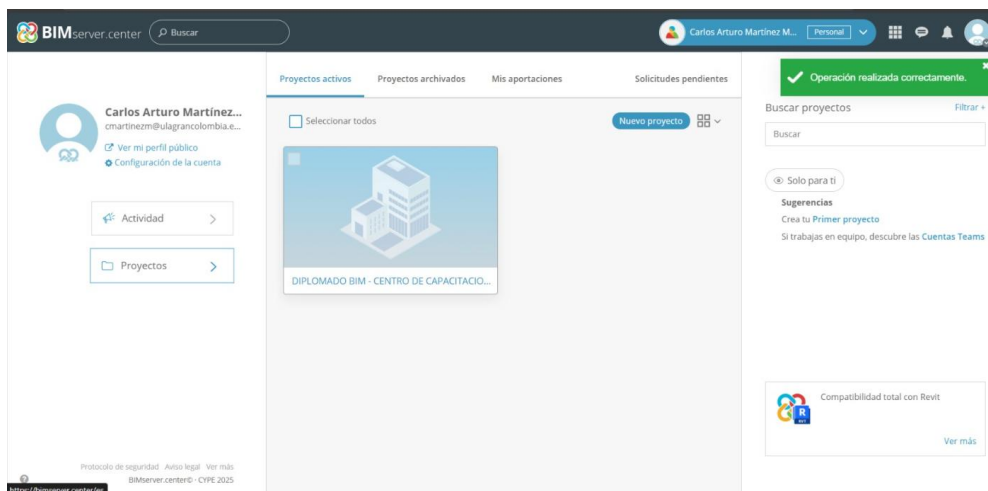 BIMserver.center
Buscar
Carlos Arturo Martínez M... Personal
Operación realizada correctamente.
Carlos Arturo Martínez...
cmartinezm@ulagrancolombia.e...
Ver mi perfil público
Configuración de la cuenta
Actividad
Proyectos
Protocolo de seguridad Aviso legal Ver más
BIMserver.center© · CYPE 2025
https://bimserver.center/es
Proyectos activos Proyectos archivados Mis aportaciones Solicitudes pendientes
Seleccionar todos
Nuevo proyecto
DIPLOMADO BIM - CENTRO DE CAPACITACIO...
Buscar proyectos Filtrar +
Buscar
Solo para ti
Sugerencias
Crea tu Primer proyecto
Si trabajas en equipo, descubre las Cuentas Teams
Compatibilidad total con Revit
R
RVT
Ver más